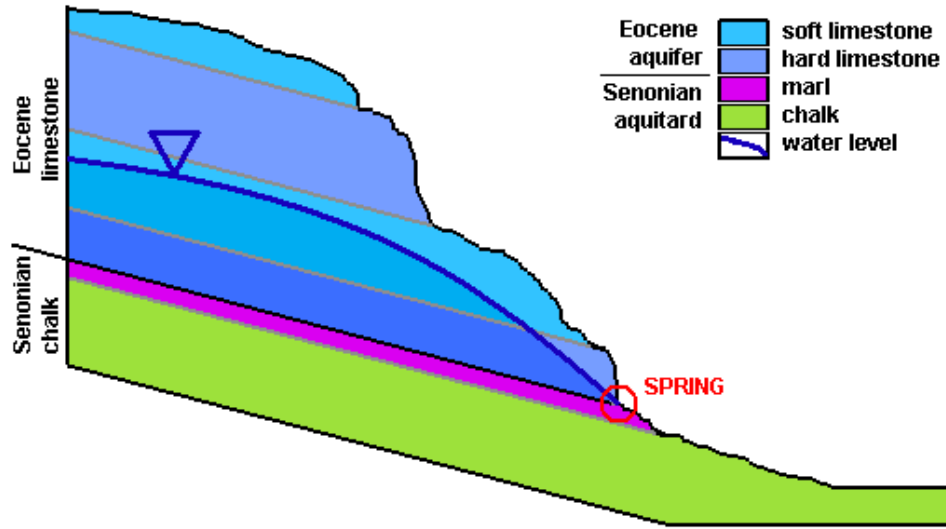 Eocene
aquifer
Senonian
aquitard
soft limestone
hard limestone
marl
chalk
water level
Eocene
limestone
Senonian
chalk
SPRING